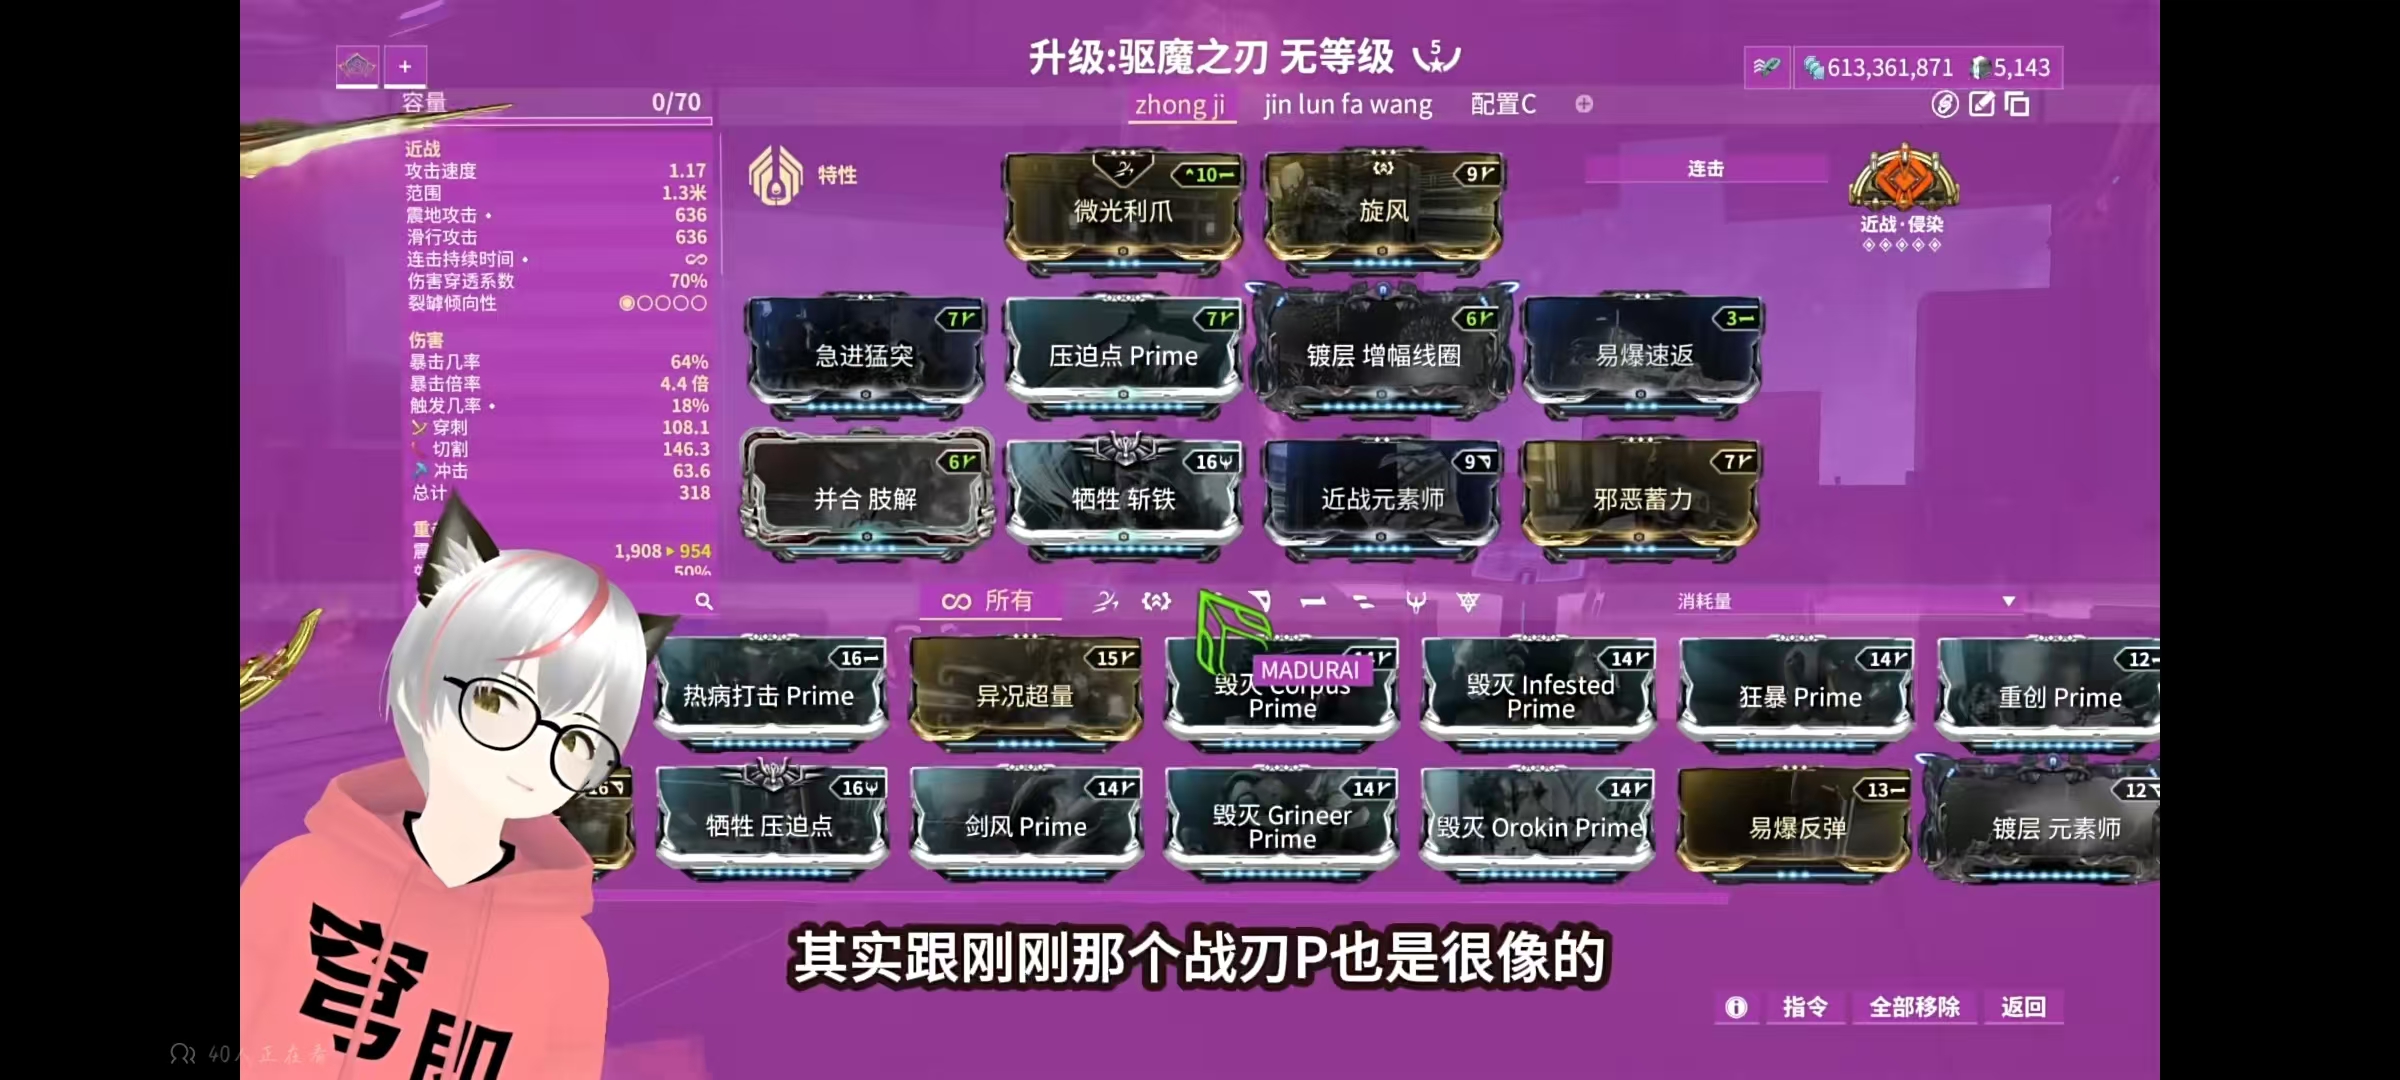 升级:驱魔之刃 无等级 5
613,361,871 5,143
+
容量 0/70
zhong ji jin lun fa wang 配置C
近战
攻击速度 1.17
范围 1.3米
震地攻击 636
滑行攻击 636
连击持续时间 ∞
伤害穿透系数 70%
裂罅倾向性
伤害
暴击几率 64%
暴击倍率 4.4 倍
触发几率 18%
穿刺 108.1
切割 146.3
冲击 63.6
总计 318
1,908 ▸ 954
50%
特性
10
微光利爪
9
旋风
连击
近战·侵染
7
急进猛突
7
压迫点 Prime
6
镀层 增幅线圈
3
易爆速返
6
并合 肢解
16
牺牲 斩铁
9
近战元素师
7
邪恶蓄力
∞ 所有
消耗量
MADURAI
16
热病打击 Prime
15
异况超量
毁灭 Corpus
Prime
14
毁灭 Infested
Prime
14
狂暴 Prime
12
重创 Prime
16
16
牺牲 压迫点
14
剑风 Prime
14
毁灭 Grineer
Prime
14
毁灭 Orokin Prime
13
易爆反弹
12
镀层 元素师
其实跟刚刚那个战刃P也是很像的
指令 全部移除 返回
40人正在看